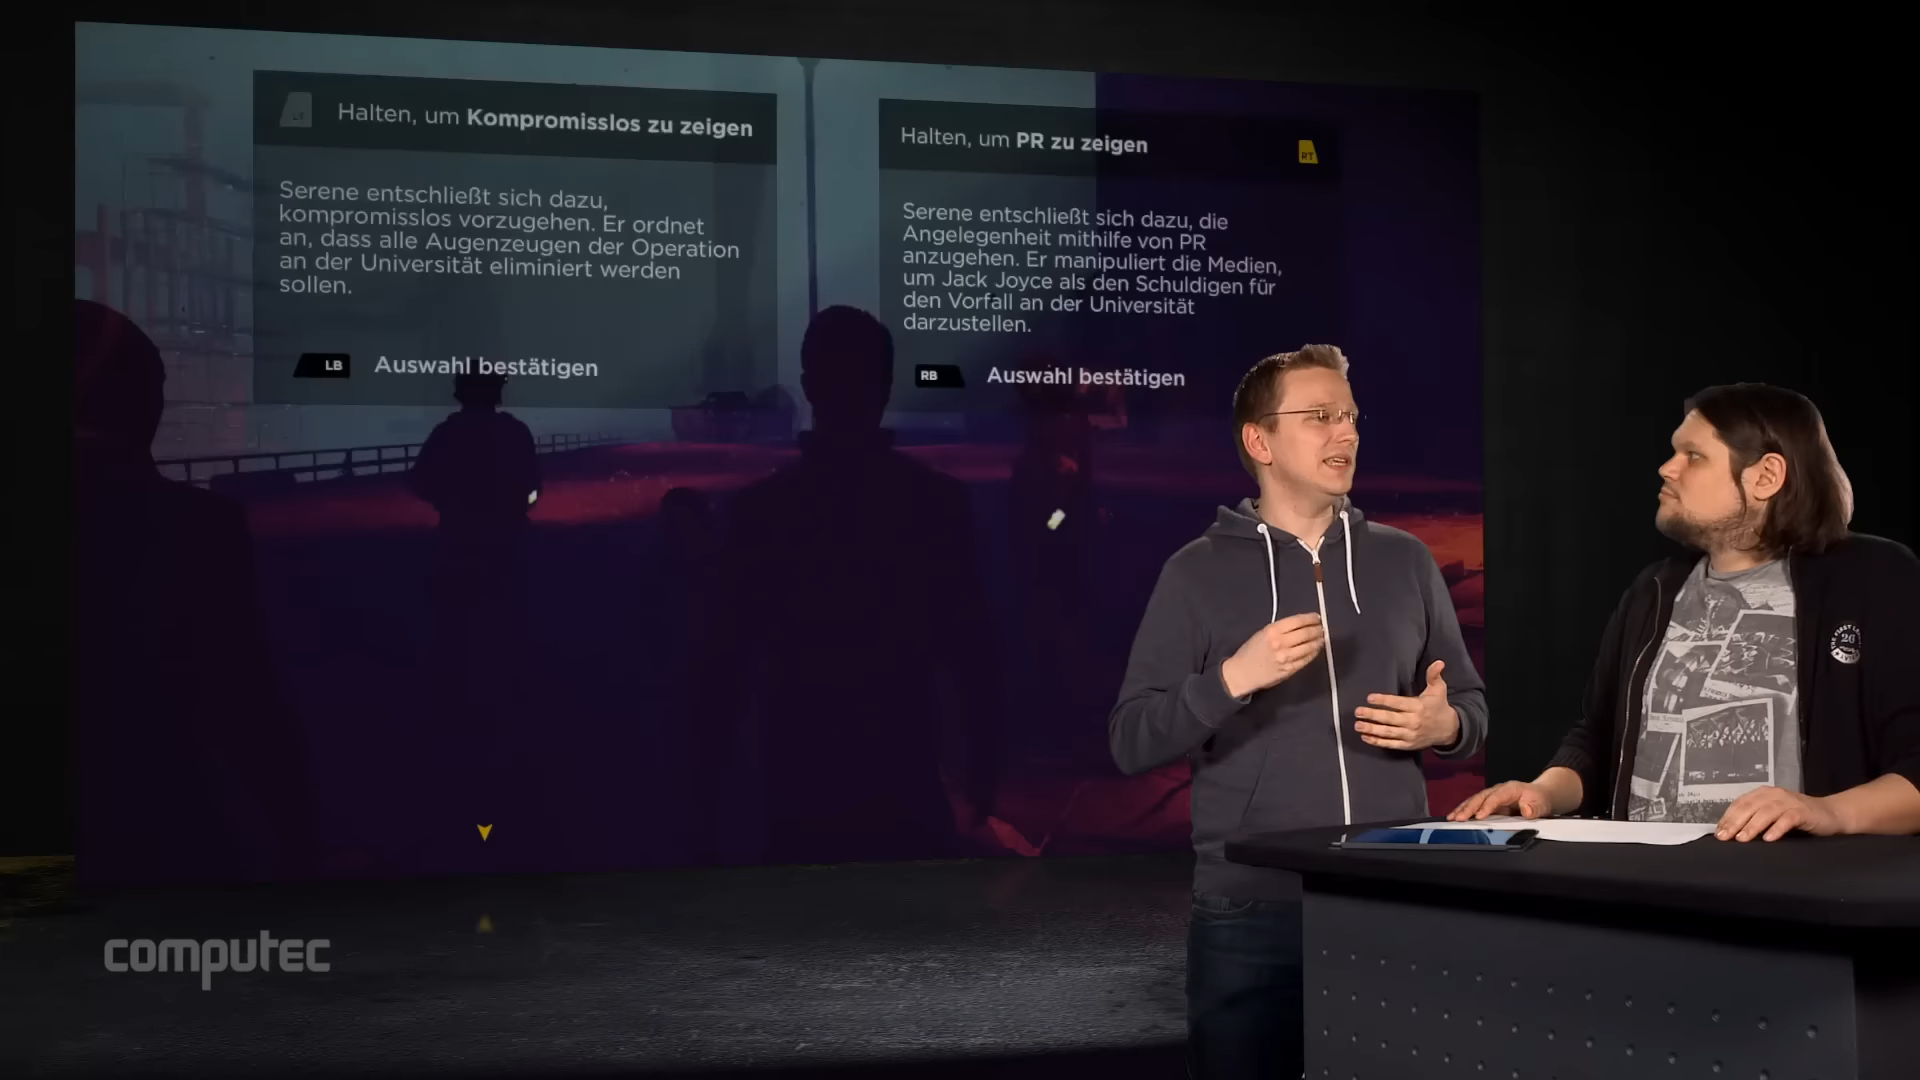 Halten, um Kompromisslos zu zeigen
Serene entschließt sich dazu,
kompromisslos vorzugehen. Er ordnet
an, dass alle Augenzeugen der Operation
an der Universität eliminiert werden
sollen.
LB Auswahl bestätigen
Halten, um PR zu zeigen
RT
Serene entschließt sich dazu, die
Angelegenheit mithilfe von PR
anzugehen. Er manipuliert die Medien,
um Jack Joyce als den Schuldigen für
den Vorfall an der Universität
darzustellen.
RB Auswahl bestätigen
26
computec